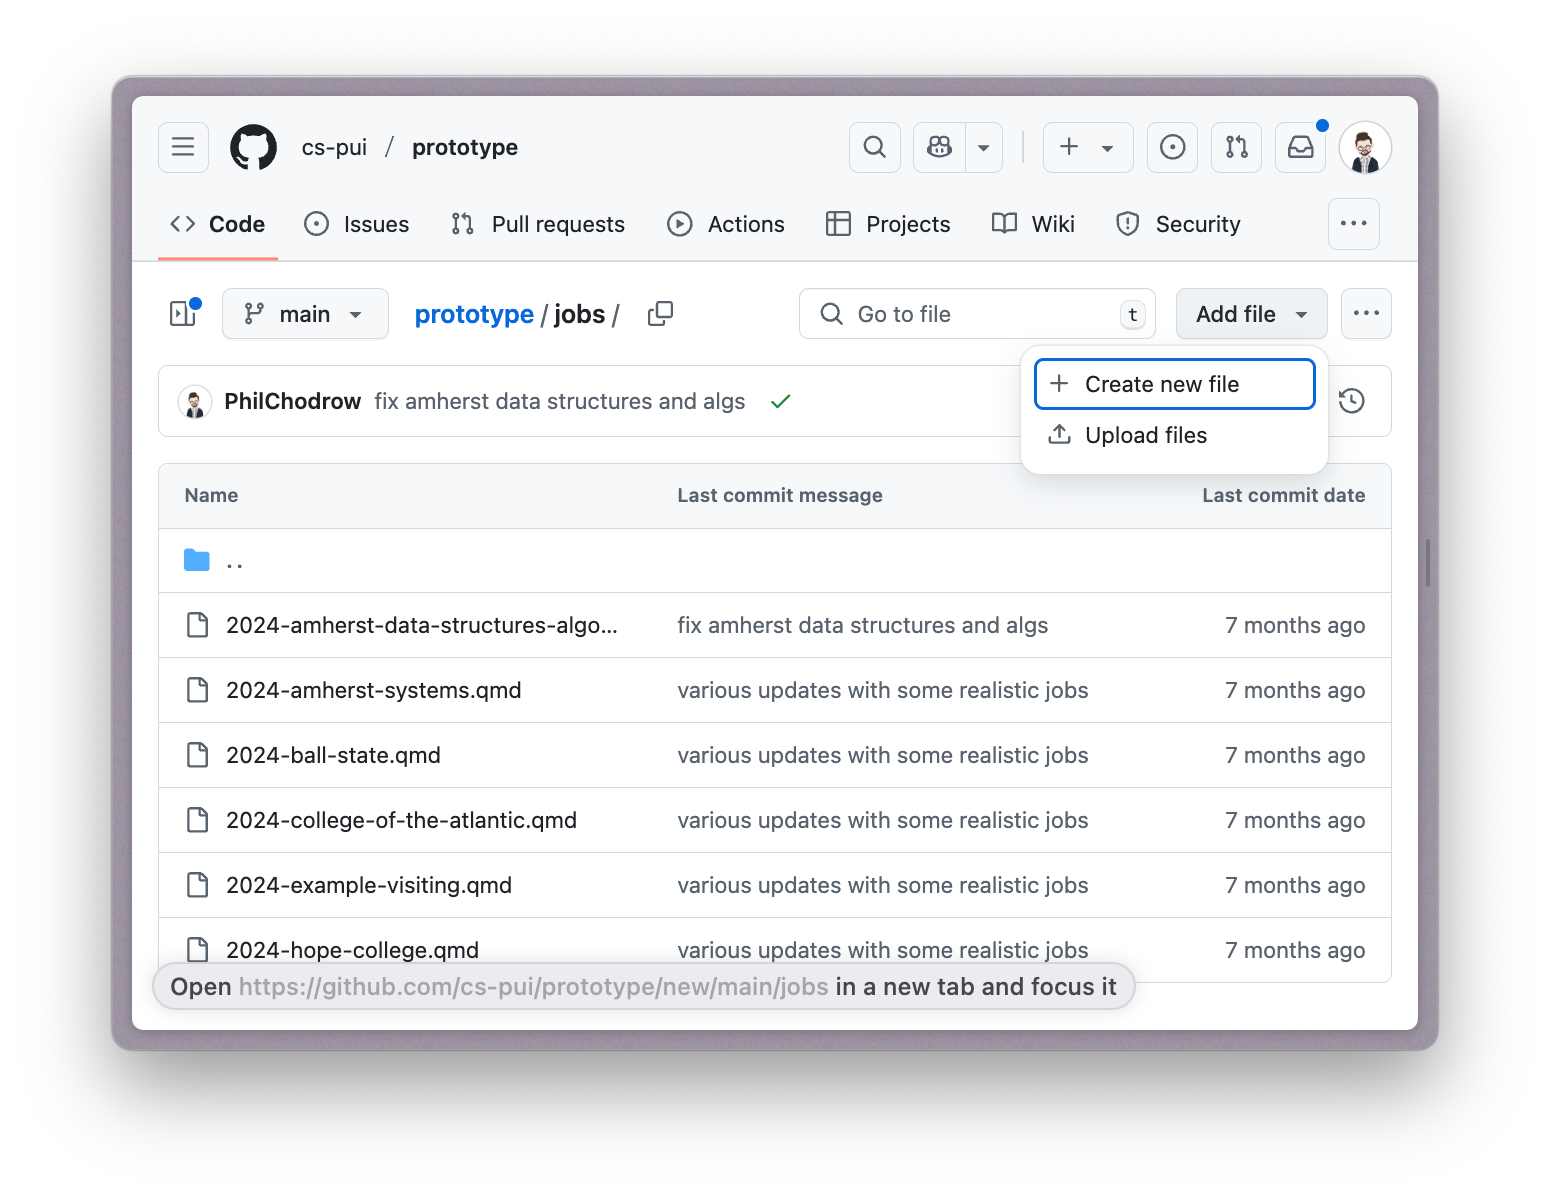 cs-pui / prototype
Code Issues Pull requests Actions Projects Wiki Security
main prototype / jobs / Go to file t Add file
Create new file
PhilChodrow fix amherst data structures and algs
Upload files
Name Last commit message Last commit date
..
2024-amherst-data-structures-algo... fix amherst data structures and algs 7 months ago
2024-amherst-systems.qmd various updates with some realistic jobs 7 months ago
2024-ball-state.qmd various updates with some realistic jobs 7 months ago
2024-college-of-the-atlantic.qmd various updates with some realistic jobs 7 months ago
2024-example-visiting.qmd various updates with some realistic jobs 7 months ago
2024-hope-college.qmd various updates with some realistic jobs 7 months ago
Open https://github.com/cs-pui/prototype/new/main/jobs in a new tab and focus it